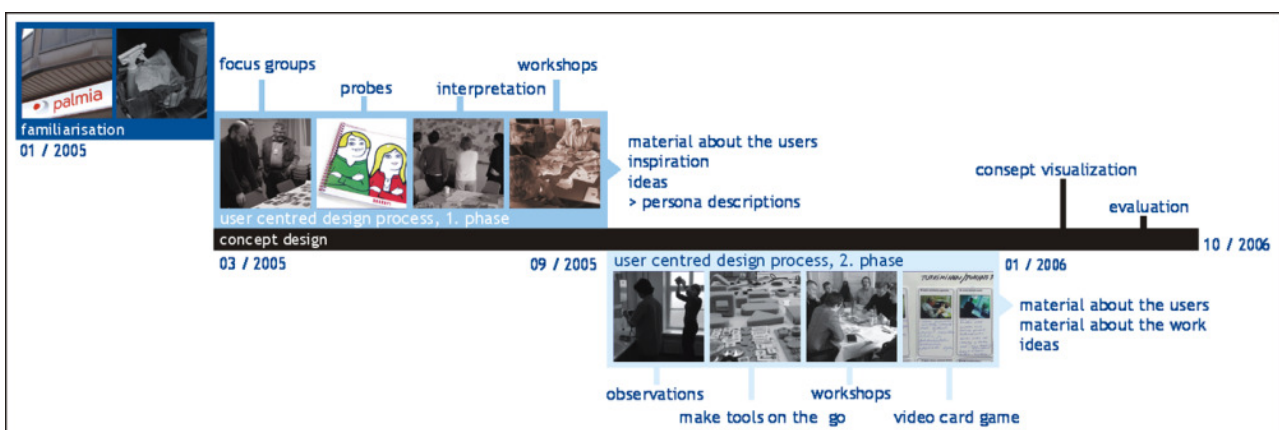 palmia
familiarisation
01 / 2005
focus groups
probes
interpretation
workshops
user centred design process, 1. phase
material about the users
inspiration
ideas
> persona descriptions
consept visualization
evaluation
concept design
10 / 2006
03 / 2005
09 / 2005
user centred design process, 2. phase
01 / 2006
material about the users
material about the work
ideas
observations
make tools on the go
workshops
video card game